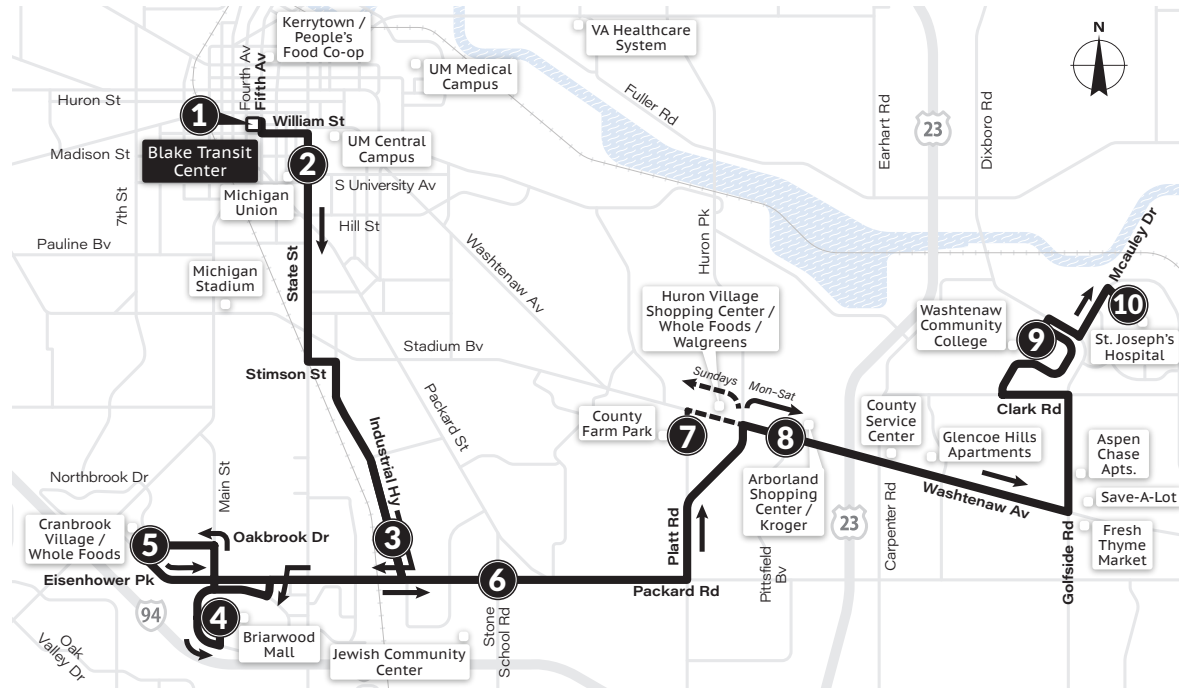 Kerrytown /
People's
Food Co-op
VA Healthcare
System
N
UM Medical
Campus
Fourth Av
Fifth Av
Huron St
Fuller Rd
Earhart Rd
23
Dixboro Rd
1
William St
UM Central
Campus
Madison St
Blake Transit
Center
2
S University Av
7th St
Michigan
Union
Hill St
Pauline Bv
Washtenaw Av
Huron Pk
Mcauley Dr
Michigan
Stadium
State St
Huron Village
Shopping Center /
Whole Foods /
Walgreens
Washtenaw
Community
College
9
10
St. Joseph's
Hospital
Stadium Bv
Stimson St
Packard St
Sundays
Mon-Sat
County
Farm Park
7
8
County
Service
Center
Clark Rd
Glencoe Hills
Apartments
Aspen
Chase
Apts.
Industrial Hy
Northbrook Dr
Main St
Arborland
Shopping
Center /
Kroger
Washtenaw Av
Save-A-Lot
Cranbrook
Village /
Whole Foods
5
Oakbrook Dr
3
Platt Rd
23
Carpenter Rd
Fresh
Thyme
Market
Eisenhower Pk
6
Packard Rd
Pittsfield
Bv
Golfside Rd
94
4
Briarwood
Mall
Stone
School Rd
Jewish Community
Center
Oak
Valley Dr